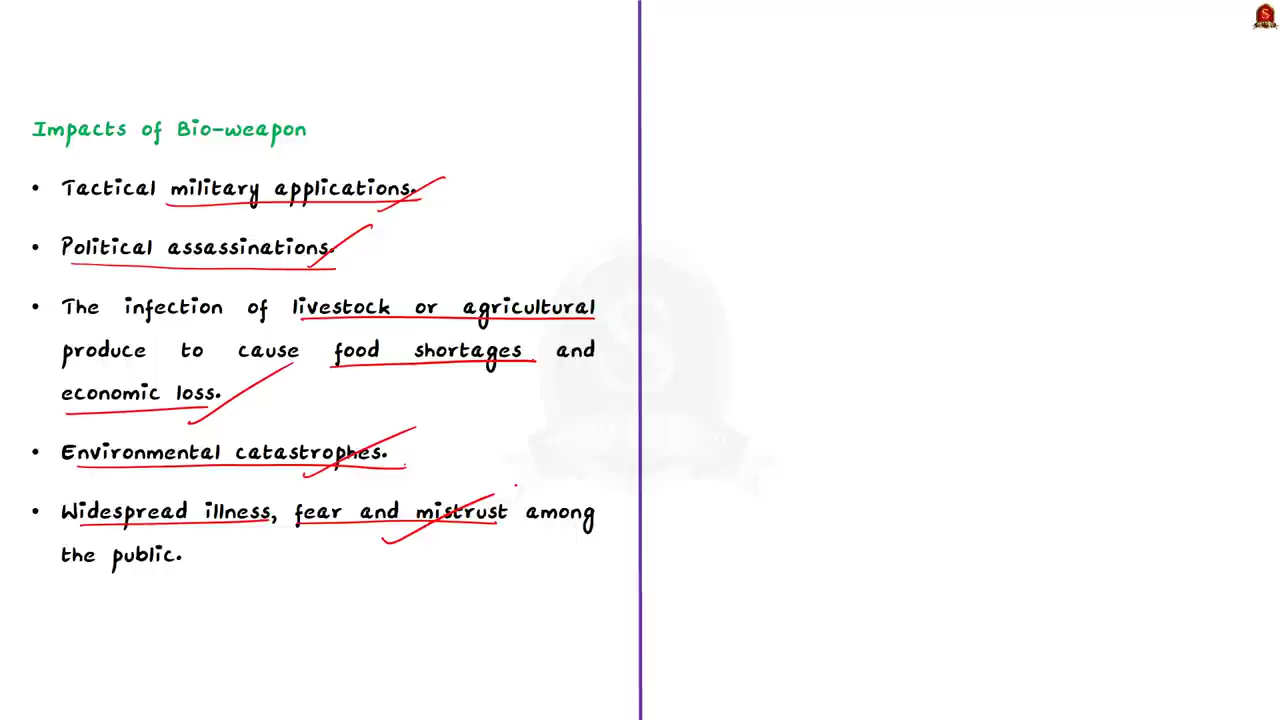 Impacts of Bio-weapon
• Tactical military applications.
• Political assassinations.
• The infection of livestock or agricultural
produce to cause food shortages and
economic loss.
• Environmental catastrophes.
• Widespread illness, fear and mistrust among
the public.